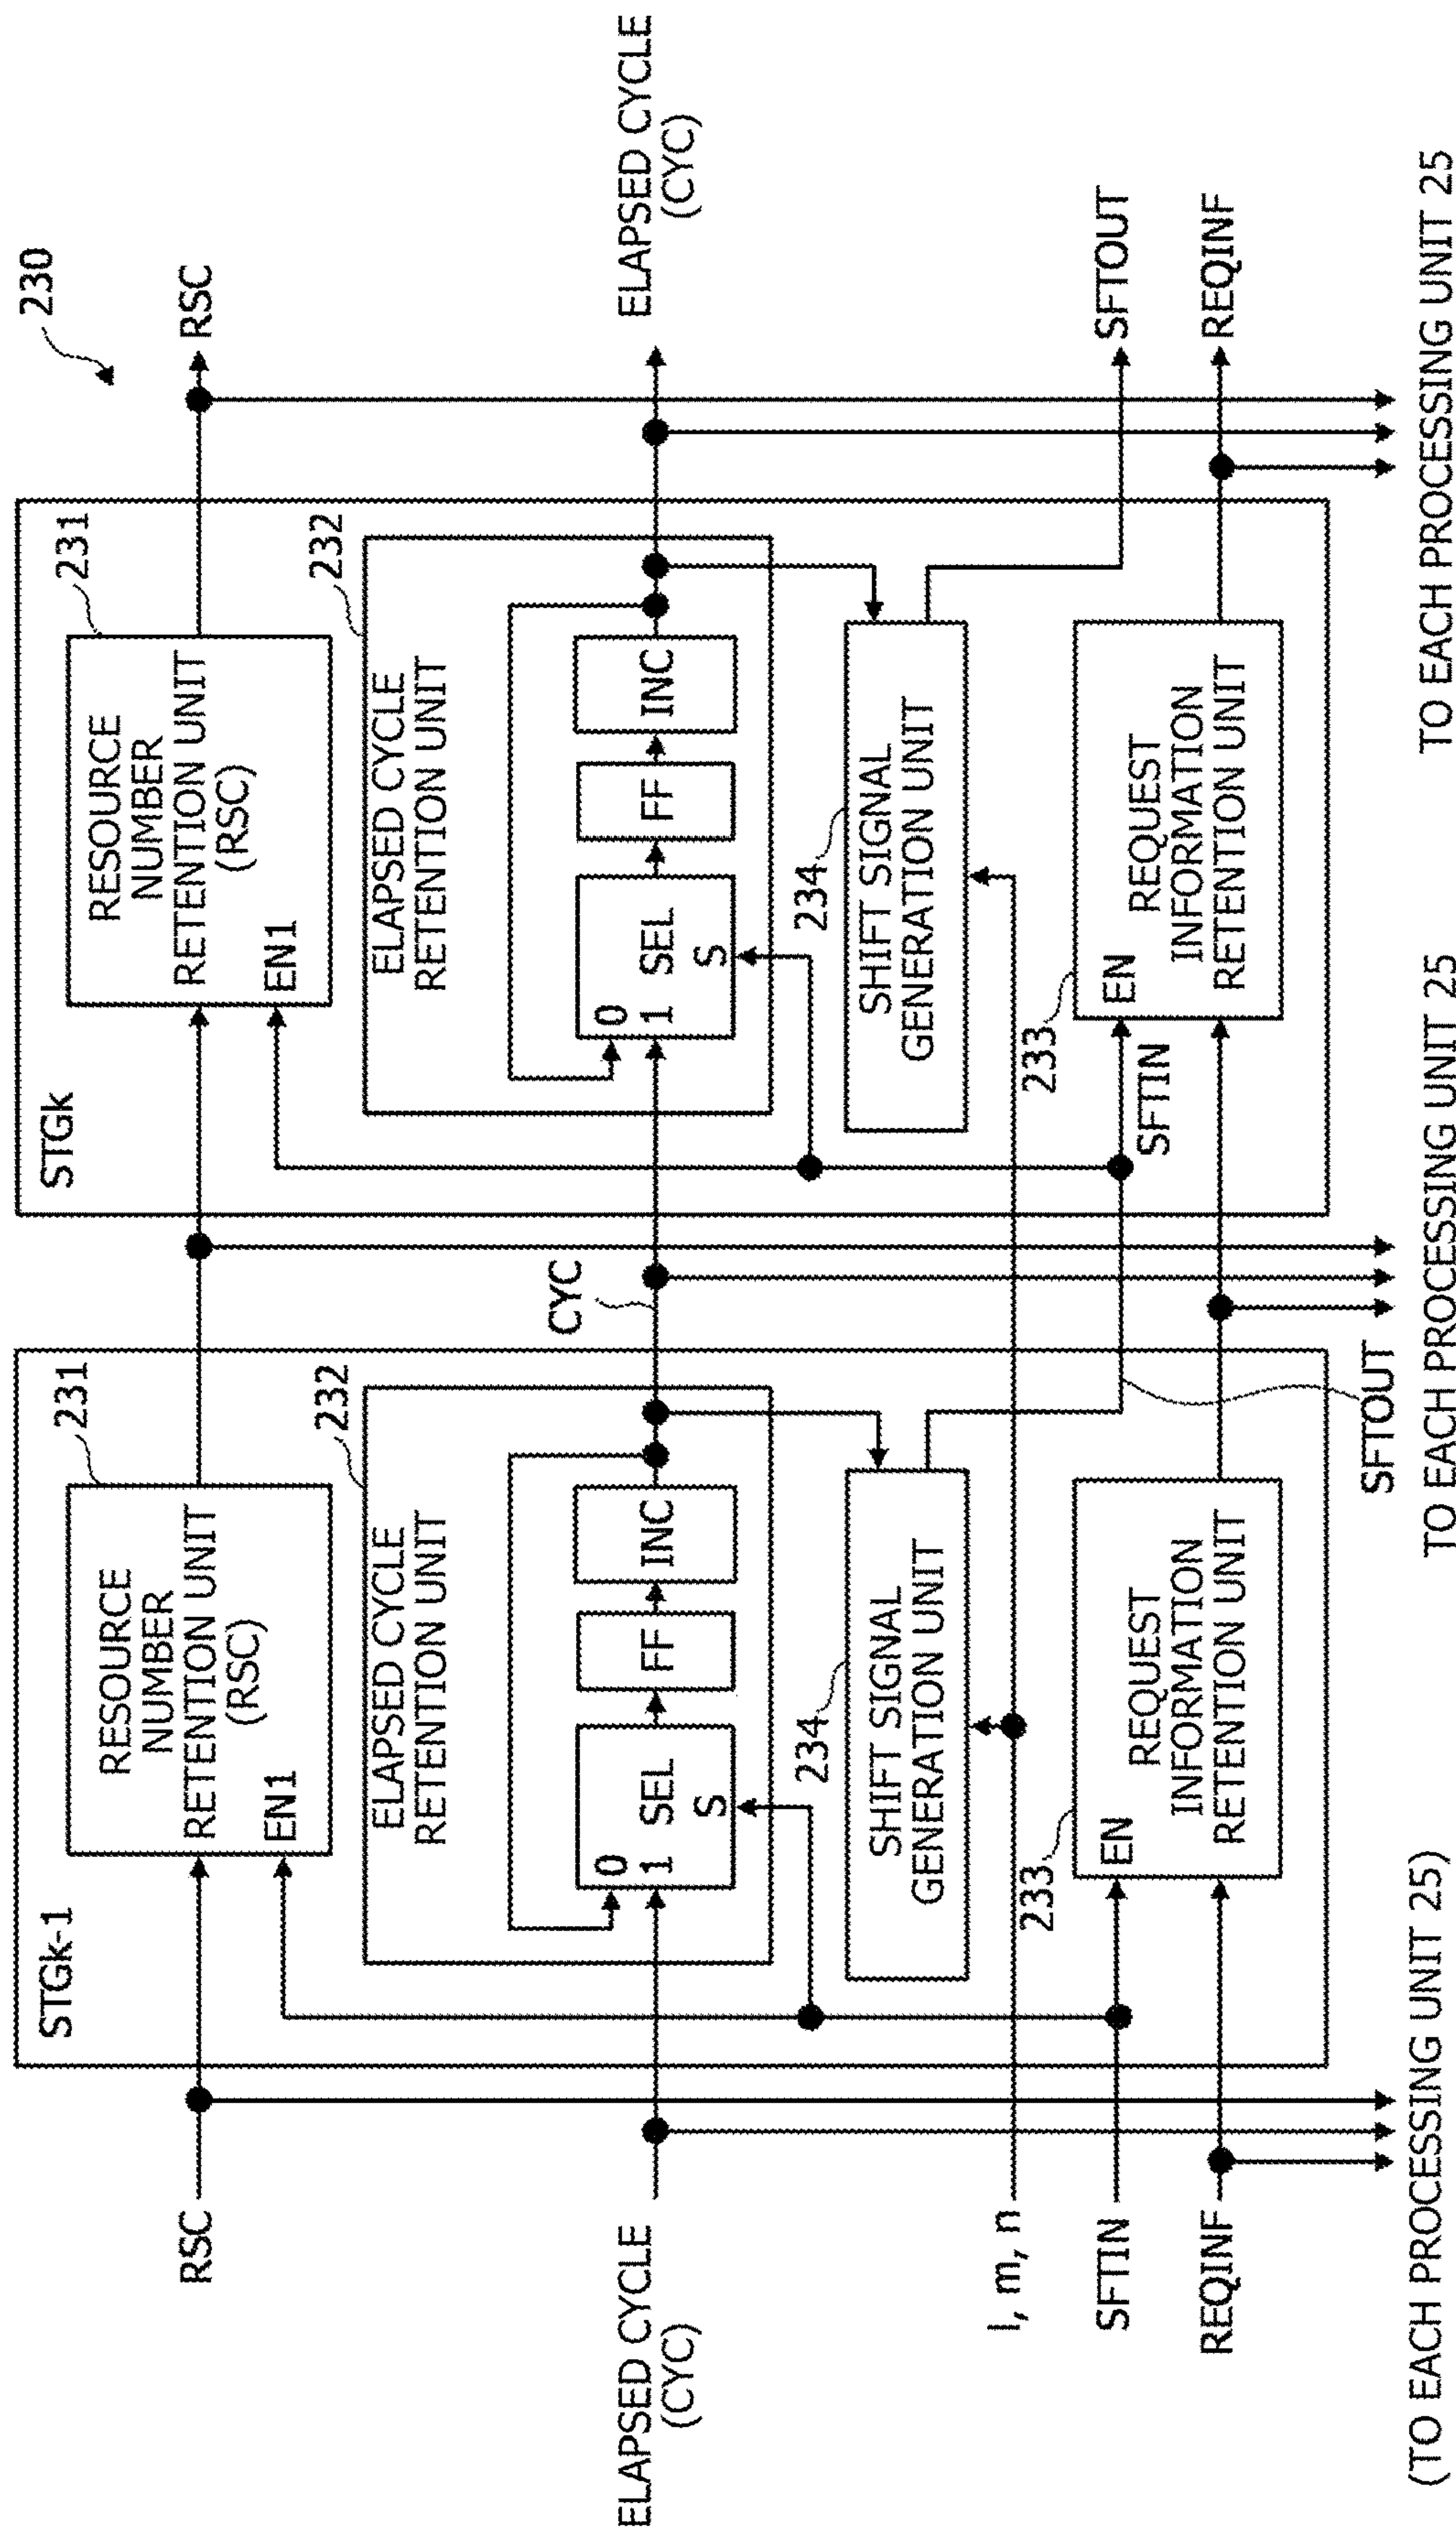 230
STGk-1
231
RESOURCE
NUMBER
RETENTION UNIT
(RSC)
EN1
232
ELAPSED CYCLE
RETENTION UNIT
0
1 SEL
S
FF
INC
234
SHIFT SIGNAL
GENERATION UNIT
233
EN
REQUEST
INFORMATION
RETENTION UNIT
RSC
ELAPSED CYCLE
(CYC)
l, m, n
SFTIN
REQINF
(TO EACH PROCESSING UNIT 25)
CYC
SFTOUT
TO EACH PROCESSING UNIT 25
STGk
231
RESOURCE
NUMBER
RETENTION UNIT
(RSC)
EN1
232
ELAPSED CYCLE
RETENTION UNIT
0
1 SEL
S
FF
INC
234
SHIFT SIGNAL
GENERATION UNIT
233
EN
SFTIN
REQUEST
INFORMATION
RETENTION UNIT
RSC
ELAPSED CYCLE
(CYC)
SFTOUT
REQINF
TO EACH PROCESSING UNIT 25